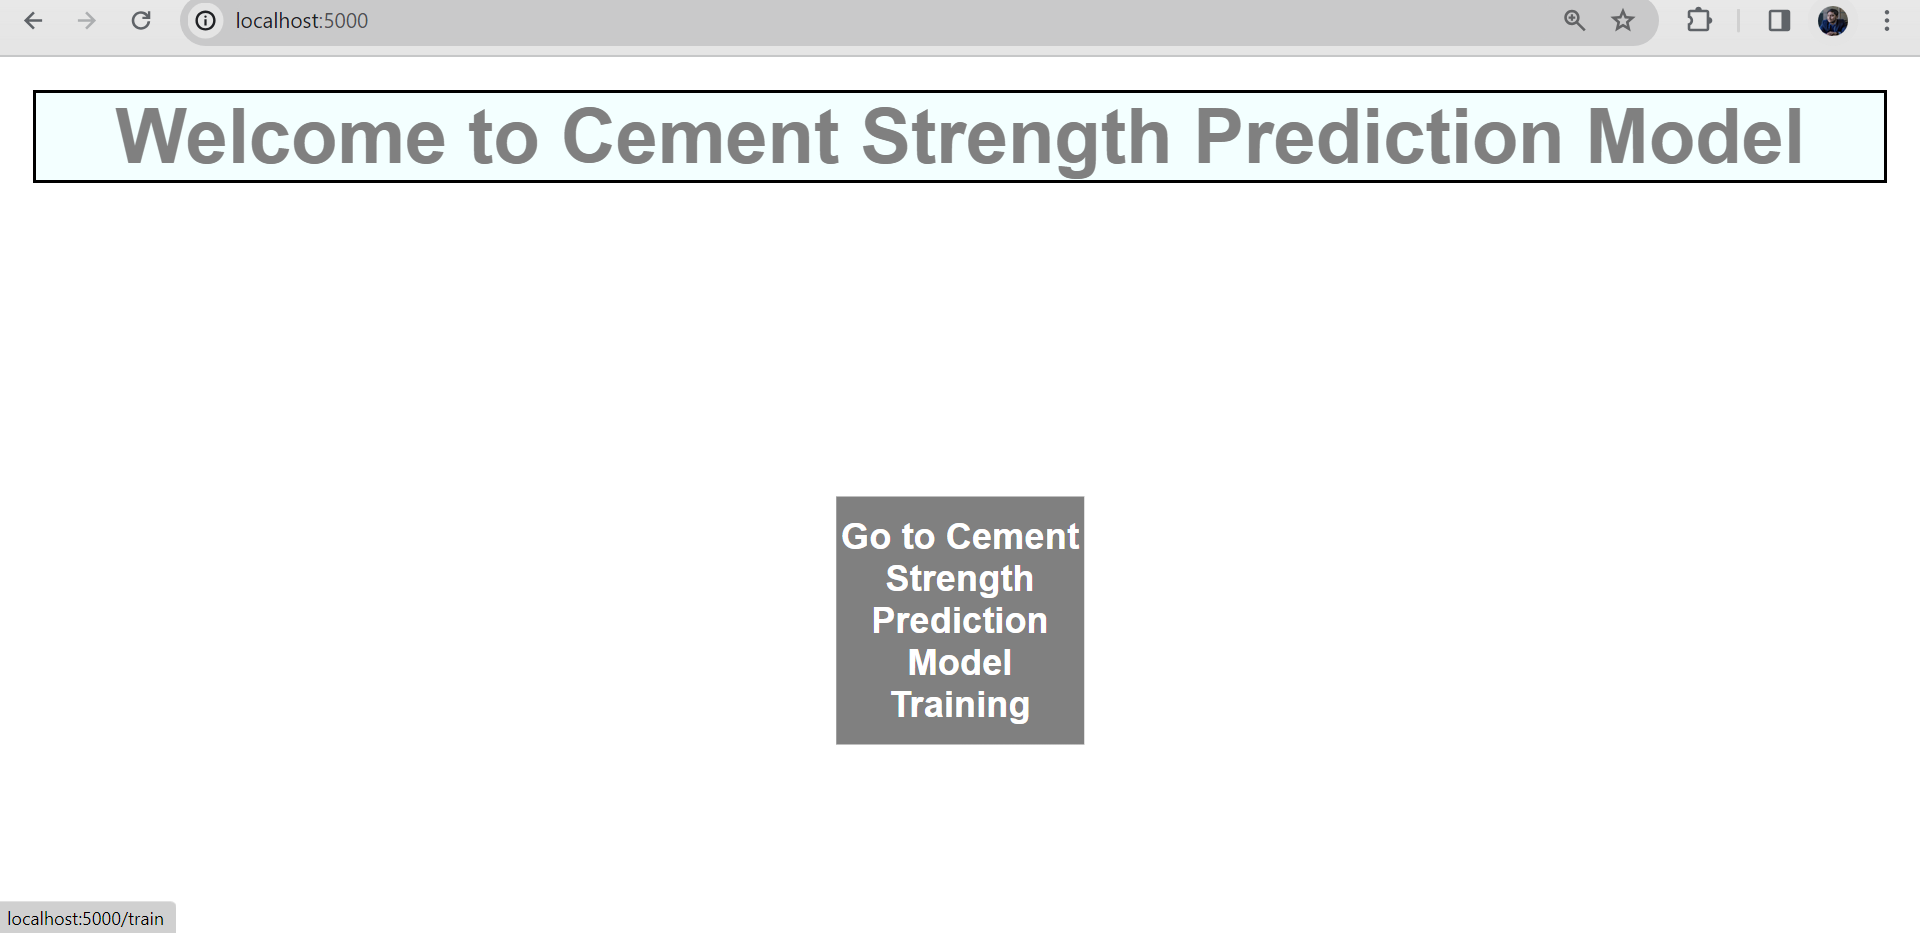 localhost:5000
Welcome to Cement Strength Prediction Model
Go to Cement
Strength
Prediction
Model
Training
localhost:5000/train